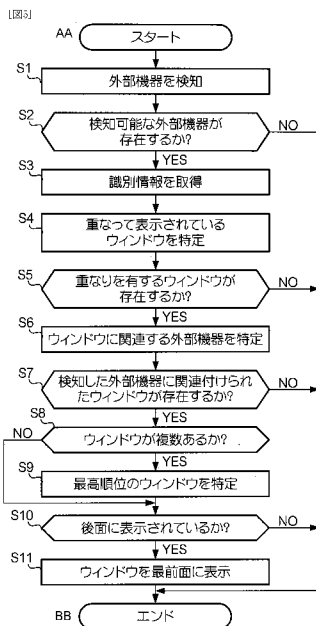 [図5]
AA スタート
S1 外部機器を検知
S2 検知可能な外部機器が
存在するか? NO
YES
S3 識別情報を取得
S4 重なって表示されている
ウィンドウを特定
S5 重なりを有するウィンドウが
存在するか? NO
YES
S6 ウィンドウに関連する外部機器を特定
S7 検知した外部機器に関連付けられ
たウィンドウが存在するか? NO
YES
S8 ウィンドウが複数あるか? NO
YES
S9 最高順位のウィンドウを特定
S10 後面に表示されているか? NO
YES
S11 ウィンドウを最前面に表示
BB エンド